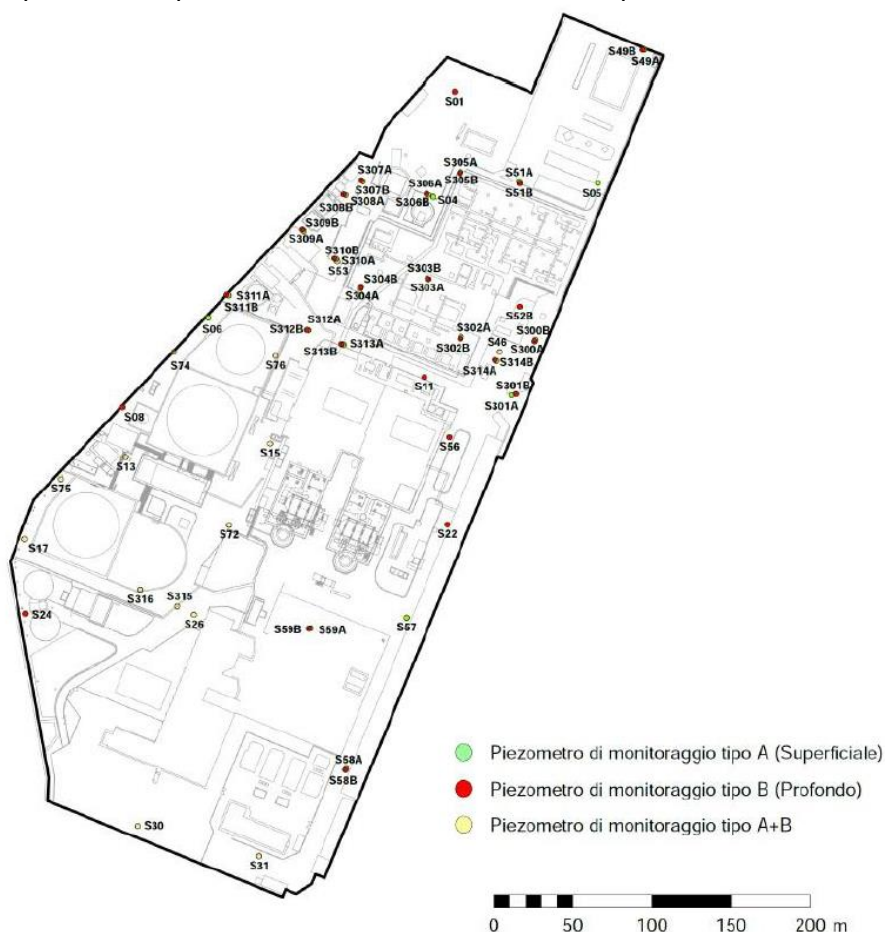 S49B
S49A
S01
S305A
S305B
S51A
S51B
S05
S307A
S307B
S308B
S308A
S306A
S306B
S04
S309B
S309A
S310B
S310A
S53
S303B
S303A
S304B
S304A
S311A
S311B
S06
S52B
S312A
S312B
S313A
S313B
S302A
S302B
S300B
S300A
S46
S314A
S314B
S74
S76
S11
S301B
S301A
S08
S56
S15
S13
S75
S72
S22
S17
S316
S315
S26
S24
S59B
S59A
S57
S58A
S58B
Piezometro di monitoraggio tipo A (Superficiale)
Piezometro di monitoraggio tipo B (Profondo)
Piezometro di monitoraggio tipo A+B
S30
S31
0 50 100 150 200 m